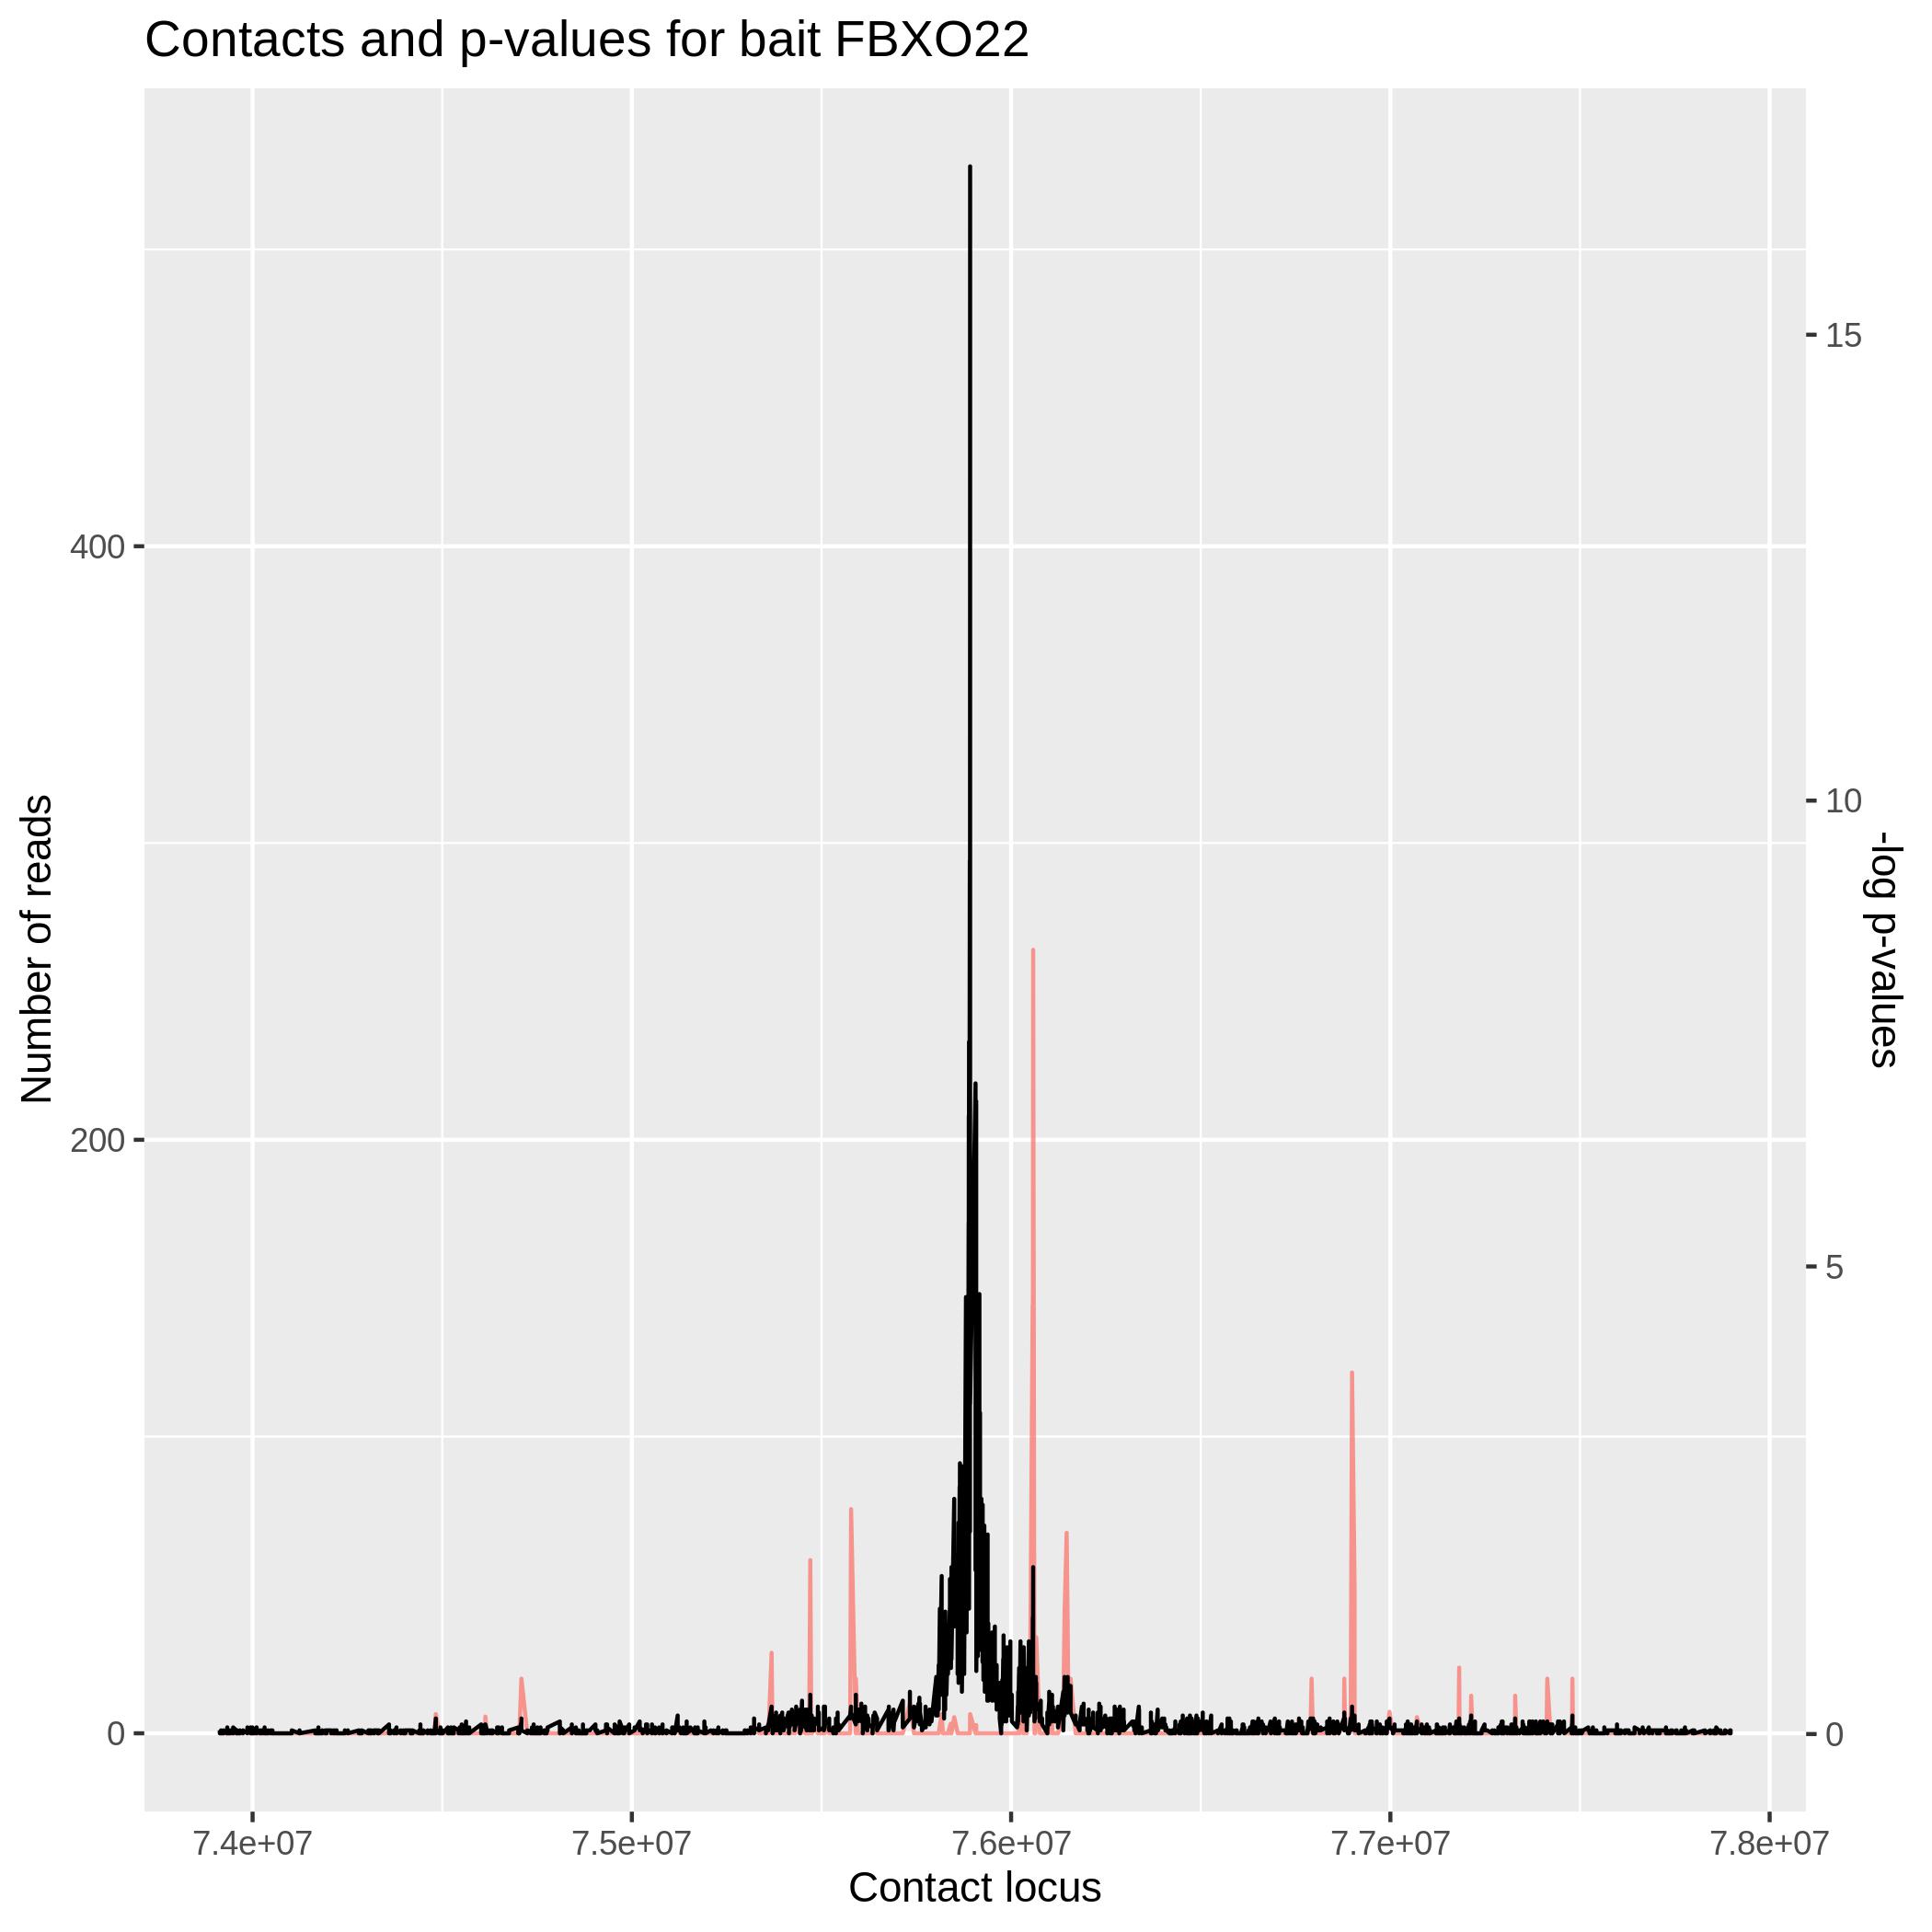 Contacts and p-values for bait FBXO22
Number of reads
400
200
0
15
10
5
0
-log p-values
7.4e+07 7.5e+07 7.6e+07 7.7e+07 7.8e+07
Contact locus